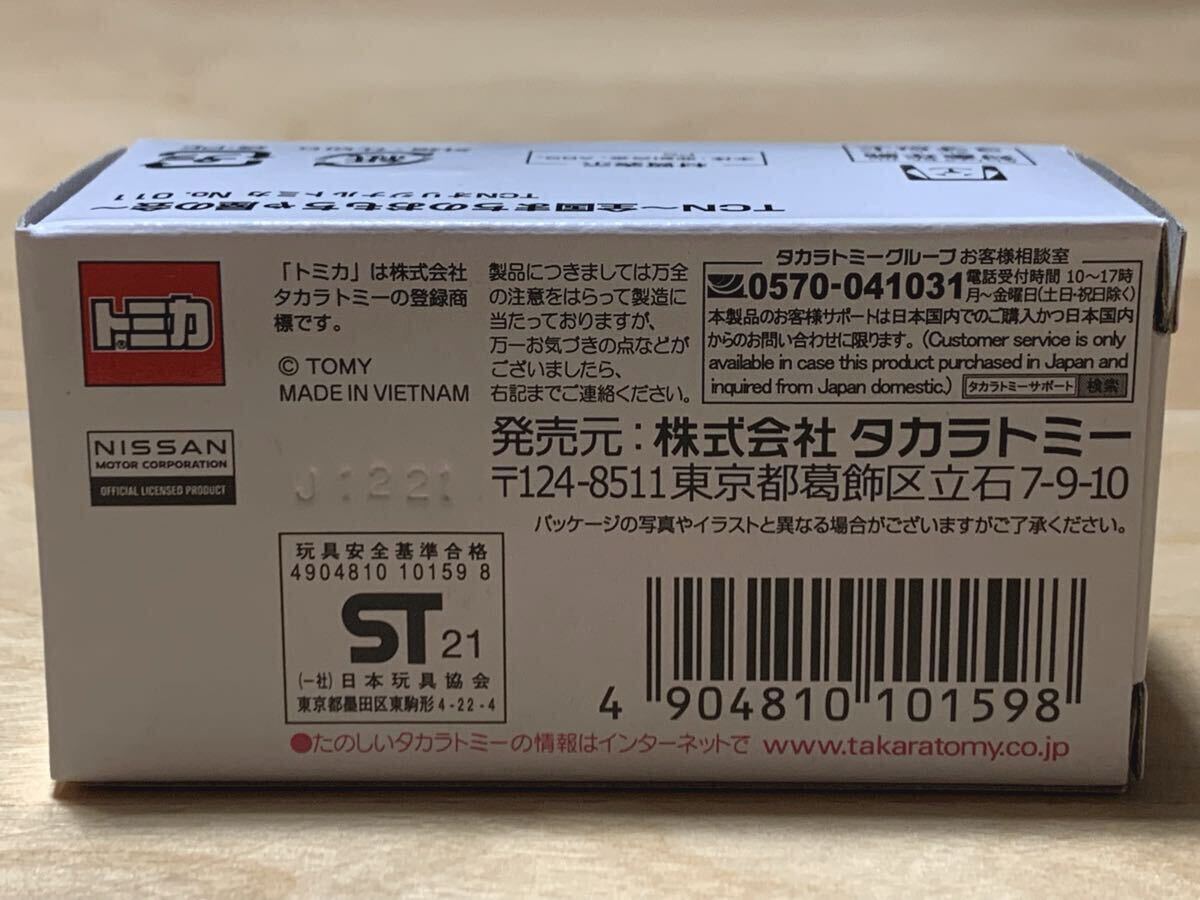 TCN～全国まちのおもちゃ屋の会～
TCNオリジナルトミカ No. 011
材質表示
トミカ
®
NISSAN
MOTOR CORPORATION
OFFICIAL LICENSED PRODUCT
「トミカ」は株式会社
タカラトミーの登録商
標です。
© TOMY
MADE IN VIETNAM
J1221
製品につきましては万全
の注意をはらって製造に
当たっておりますが、
万一お気づきの点などが
ございましたら、
右記までご連絡ください。
タカラトミーグループお客様相談室
0570-041031
電話受付時間 10〜17時
月〜金曜日(土日・祝日除く)
本製品のお客様サポートは日本国内でのご購入かつ日本国内
からのお問い合わせに限ります。(Customer service is only
available in case this product purchased in Japan and
inquired from Japan domestic.) タカラトミーサポート 検索
発売元：株式会社 タカラトミー
〒124-8511 東京都葛飾区立石7-9-10
パッケージの写真やイラストと異なる場合がございますがご了承ください。
玩具安全基準合格
4904810 10159 8
ST 21
(一社)日本玩具協会
東京都墨田区東駒形4-22-4
4 904810 101598
●たのしいタカラトミーの情報はインターネットで www.takaratomy.co.jp